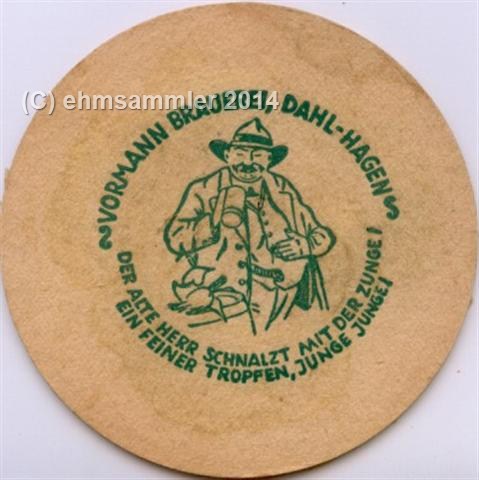 (C) ehmsammler 2014
VORMANN BRAUEREI, DAHL-HAGEN
DER ALTE HERR SCHNALZT MIT DER ZUNGE!
EIN FEINER TROPFEN, JUNGE JUNGE!